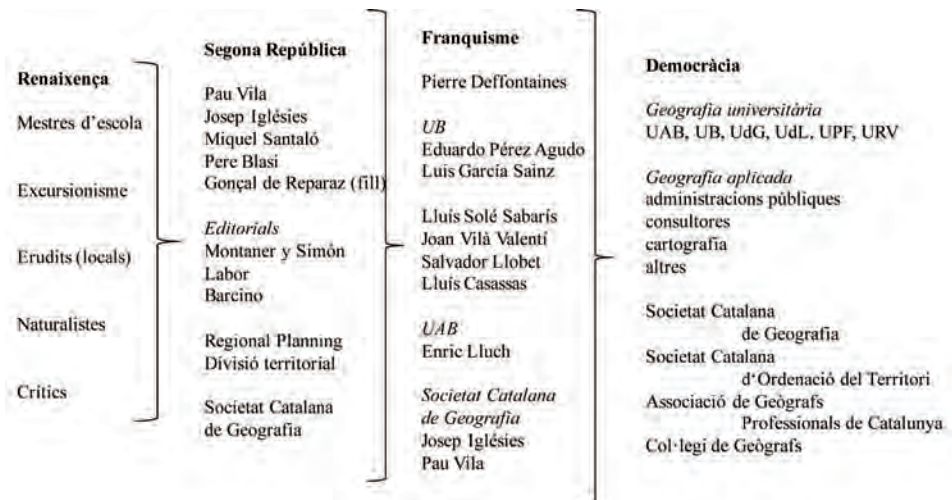 Renaixença
Mestres d'escola
Excursionisme
Erudits (locals)
Naturalistes
Crítics
Segona República
Pau Vila
Josep Iglésies
Miquel Santaló
Pere Blasi
Gonçal de Reparaz (fill)
Editorials
Montaner y Simón
Labor
Barcino
Regional Planning
Divisió territorial
Societat Catalana
de Geografia
Franquisme
Pierre Deffontaines
UB
Eduardo Pérez Agudo
Luis García Sainz
Lluís Solé Sabarís
Joan Vilà Valentí
Salvador Llobet
Lluís Casassas
UAB
Enric Lluch
Societat Catalana
de Geografia
Josep Iglésies
Pau Vila
Democràcia
Geografia universitària
UAB, UB, UdG, UdL, UPF, URV
Geografia aplicada
administracions públiques
consultores
cartografia
altres
Societat Catalana
de Geografia
Societat Catalana
d'Ordenació del Territori
Associació de Geògrafs
Professionals de Catalunya
Col·legi de Geògrafs